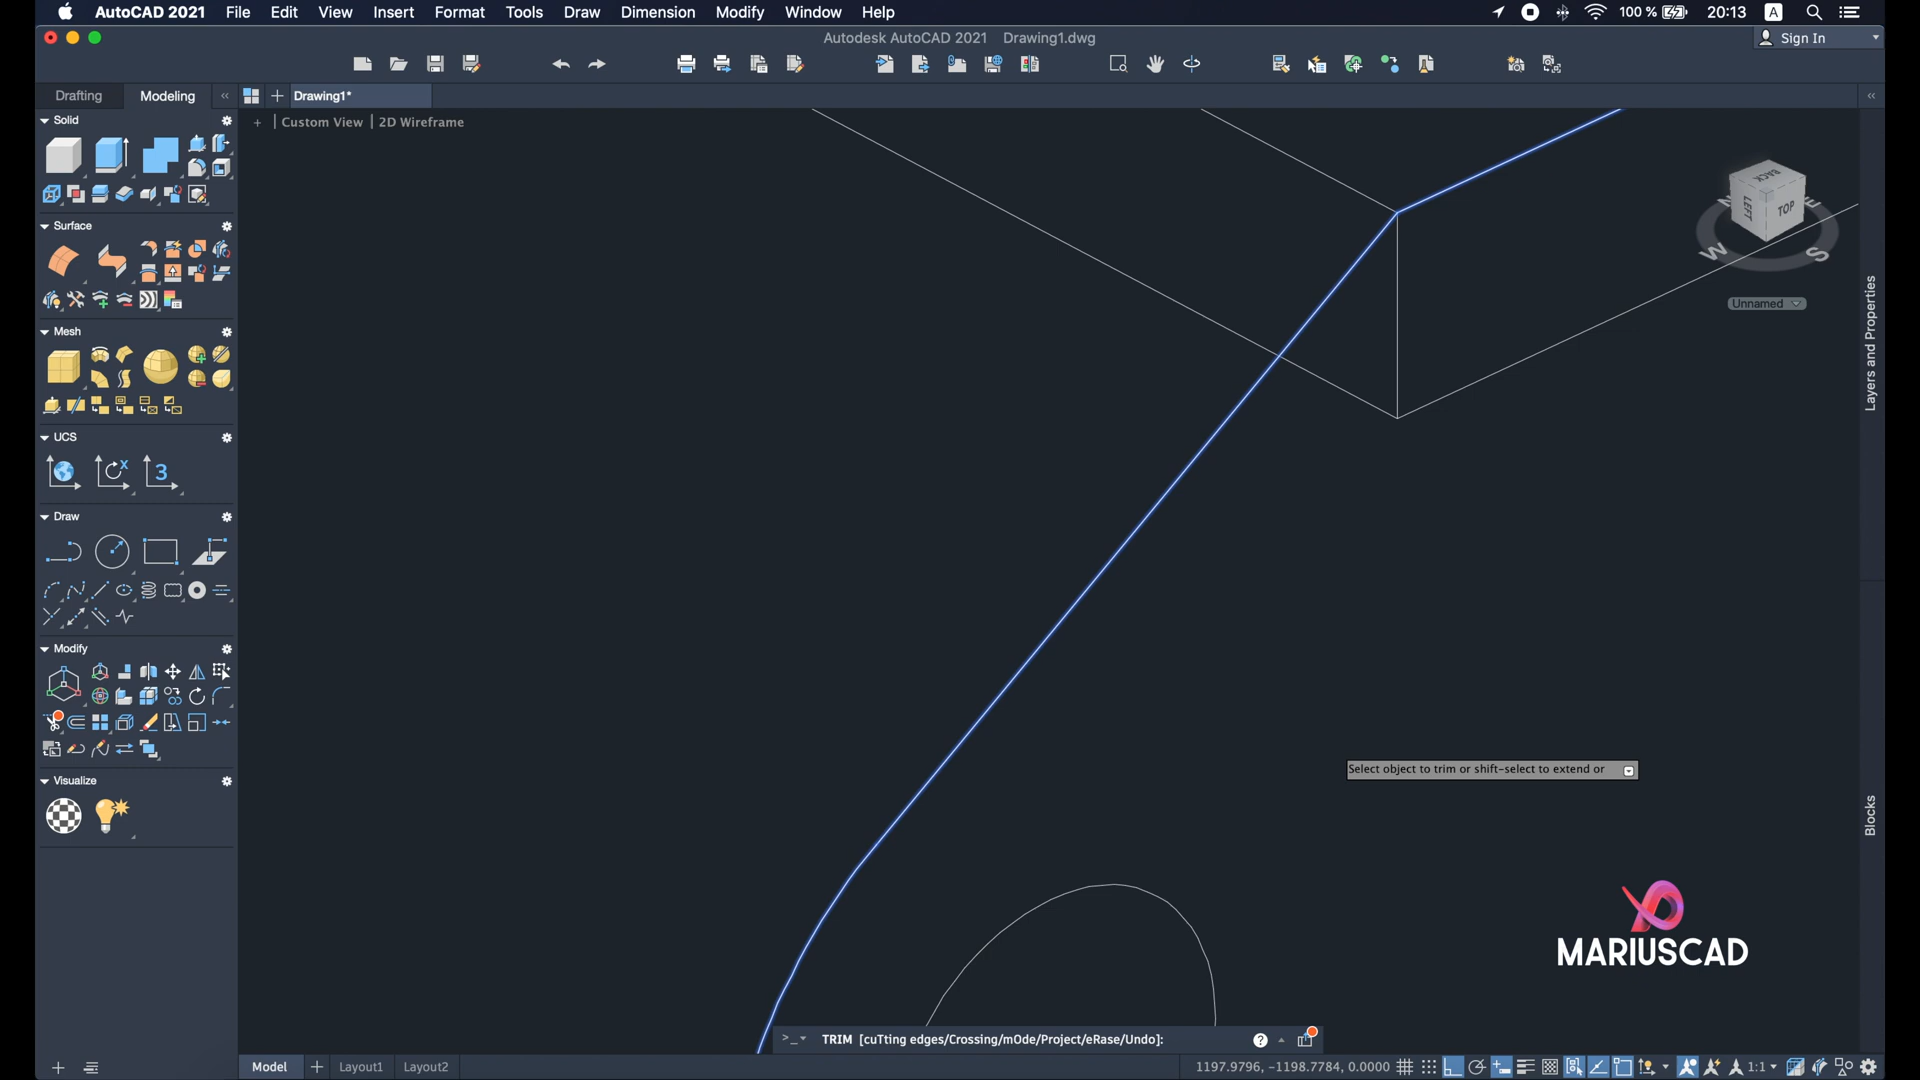 AutoCAD 2021 File Edit View Insert Format Tools Draw Dimension Modify Window Help 100 % 20:13 A
Autodesk AutoCAD 2021 Drawing1.dwg Sign In
Drafting Modeling « + Drawing1* «
Solid
+ | Custom View | 2D Wireframe
BACK
LEFT
TOP
W
S
Unnamed
Surface
Mesh
UCS
X
3
Draw
Modify
Visualize
Layers and Properties
Blocks
Select object to trim or shift-select to extend or
MARIUSCAD
>_ TRIM [cuTting edges/Crossing/mOde/Project/eRase/Undo]: ?
Model + Layout1 Layout2 1197.9796, -1198.7784, 0.0000 1:1